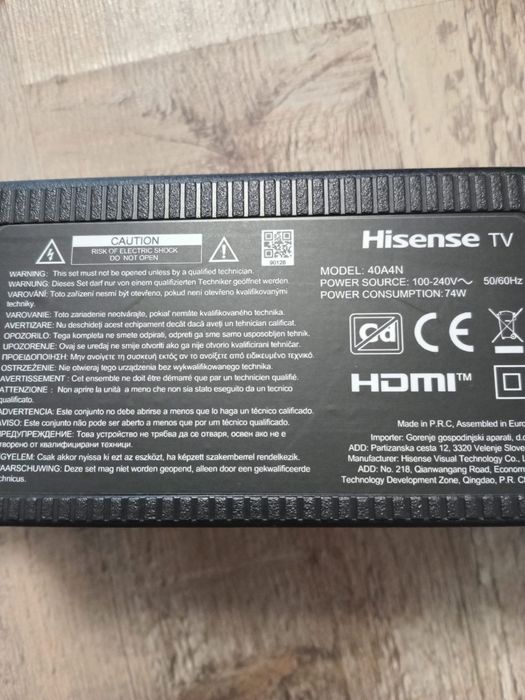 CAUTION
RISK OF ELECTRIC SHOCK
DO NOT OPEN
90126
Hisense TV
MODEL: 40A4N
POWER SOURCE: 100-240V~ 50/60Hz
POWER CONSUMPTION:74W
WARNING: This set must not be opened unless by a qualified technician.
WARNUNG: Dieses Set darf nur von einem qualifizierten Techniker geöffnet werden.
VAROVÁNÍ: Toto zařízení nesmí být otevřeno, pokud není otevřeno kvalifikovanými
techniky.
VAROVANIE: Toto zariadenie neotvárajte, pokiaľ nemáte kvalifikovaného technika.
AVERTIZARE: Nu deschideți acest echipament decât dacă aveți un tehnician calificat.
OPOZORILO: Tega kompleta ne smete odpirati, odpreti ga sme samo usposobljen tehnik.
UPOZORENJE: Ovaj se uređaj ne smije otvoriti ako ga nije otvorio kvalificirani tehničar.
ΠΡΟΕΙΔΟΠΟΙΗΣΗ: Μην ανοίγετε τη συσκευή εκτός αν το ανοίξετε από ειδικευμένο τεχνικό.
OSTRZEŻENIE: Nie otwieraj tego urządzenia bez wykwalifikowanego technika.
AVERTISSEMENT : Cet ensemble ne doit être démarré que par un technicien qualifié.
ATTENZIONE : Non aprire la unità a meno che non sia stato eseguito da un tecnico
qualificato.
ADVERTENCIA: Este conjunto no debe abrirse a menos que lo haga un técnico calificado.
AVISO: Este conjunto não pode ser aberto a menos que por um técnico qualificado.
ПРЕДУПРЕЖДЕНИЕ: Това устройство не трябва да се отваря, освен ако не е
отворено от квалифицирани техници.
FIGYELEM: Csak akkor nyissa ki ezt az eszközt, ha képzett szakemberrel rendelkezik.
WAARSCHUWING: Deze set mag niet worden geopend, alleen door een gekwalificeerde
technicus.
CE
HDMI™
Made in P.R.C, Assembled in Euro
Importer: Gorenje gospodinjski aparati, d.o
ADD: Partizanska cesta 12, 3320 Velenje Slove
Manufacturer: Hisense Visual Technology Co., L
ADD: No. 218, Qianwangang Road, Econom
Technology Development Zone, Qingdao, P.R. Ch